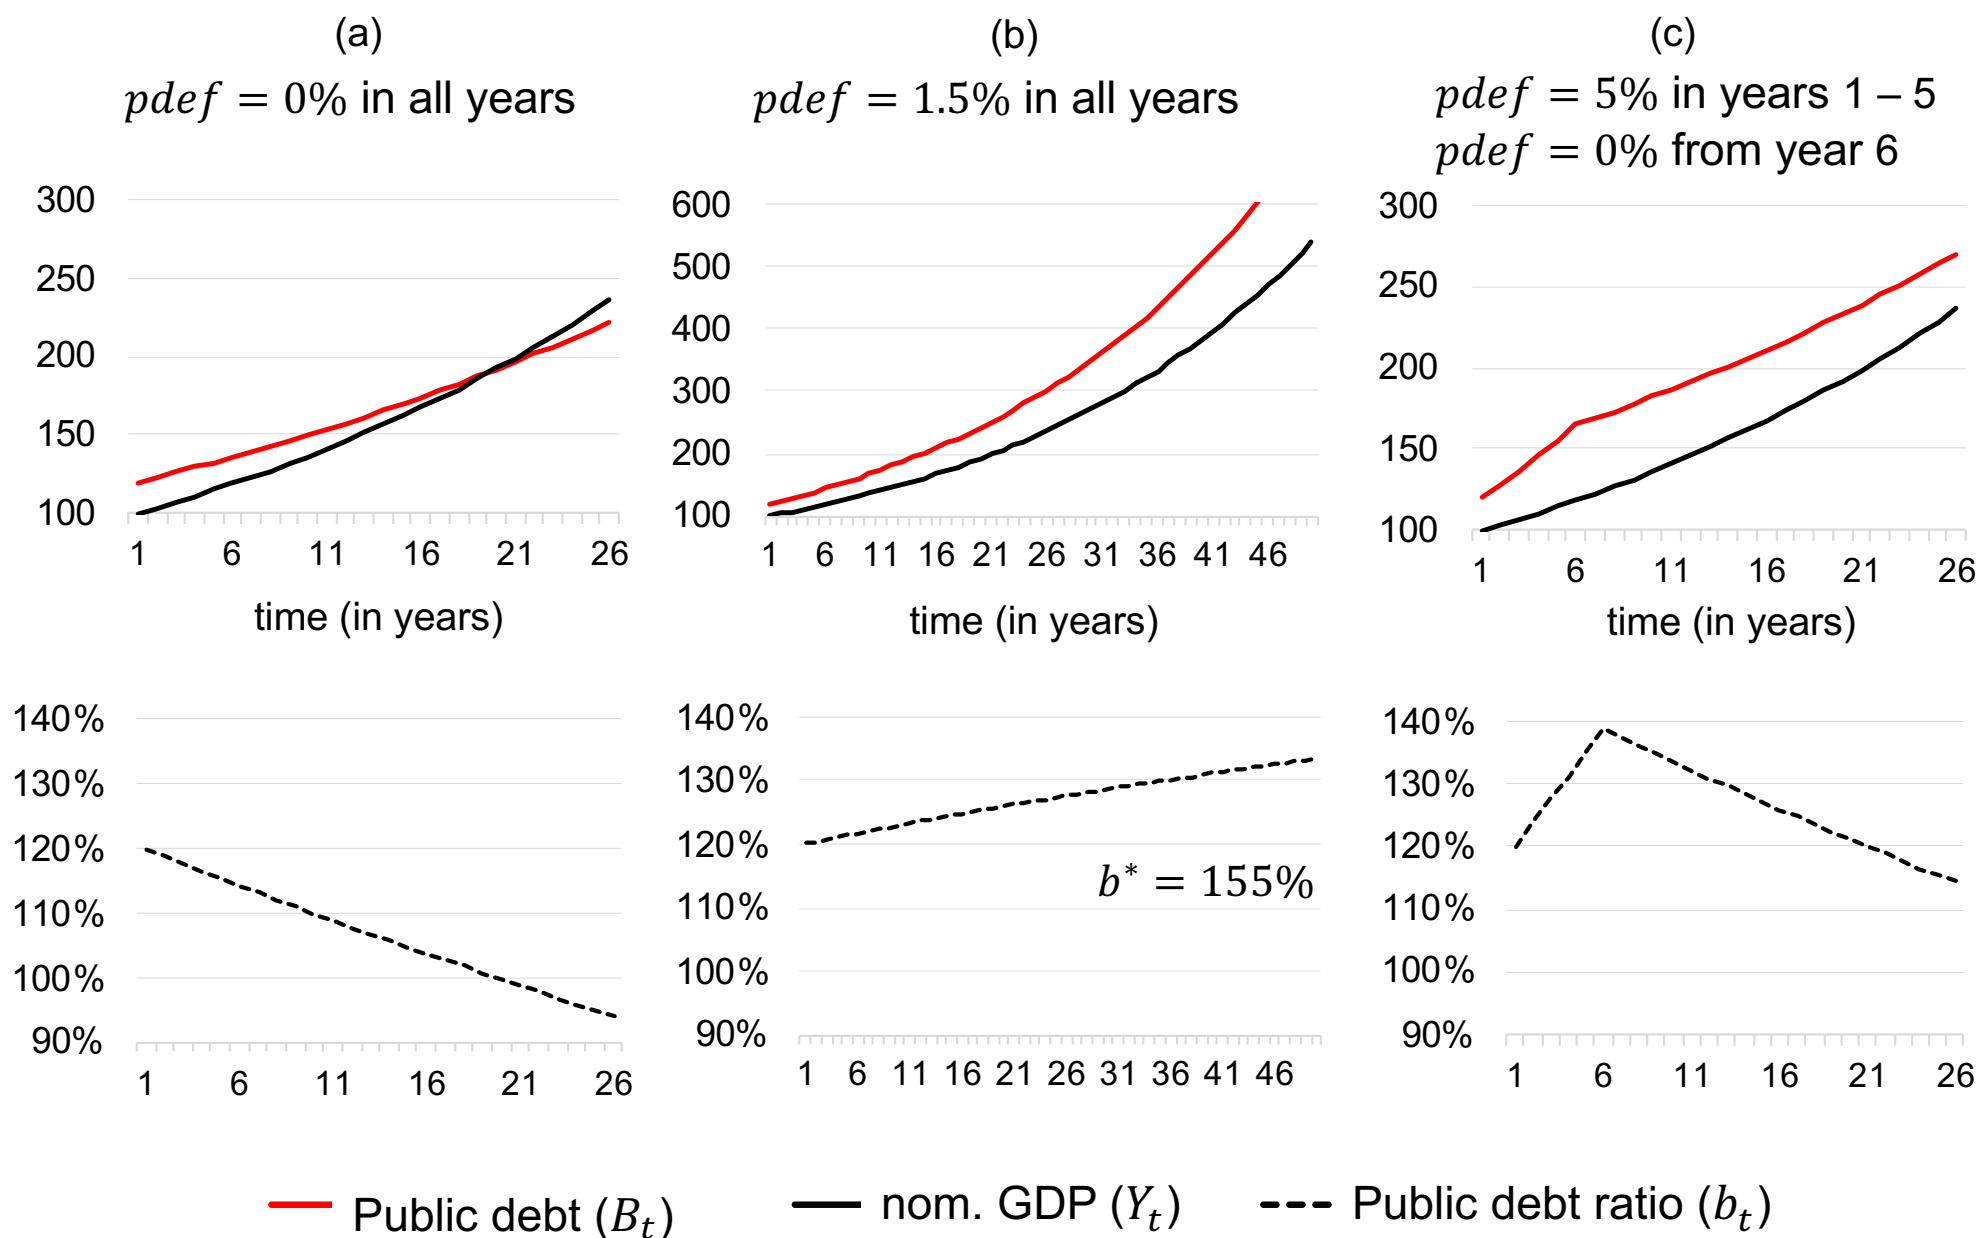 (a)
pdef = 0% in all years
300
250
200
150
100
1 6 11 16 21 26
time (in years)
140%
130%
120%
110%
100%
90%
1 6 11 16 21 26
(b)
pdef = 1.5% in all years
600
500
400
300
200
100
1 6 11 16 21 26 31 36 41 46
time (in years)
140%
130%
120%
110%
100%
90%
b* = 155%
1 6 11 16 21 26 31 36 41 46
(c)
pdef = 5% in years 1 – 5
pdef = 0% from year 6
300
250
200
150
100
1 6 11 16 21 26
time (in years)
140%
130%
120%
110%
100%
90%
1 6 11 16 21 26
Public debt (B_t) nom. GDP (Y_t) Public debt ratio (b_t)